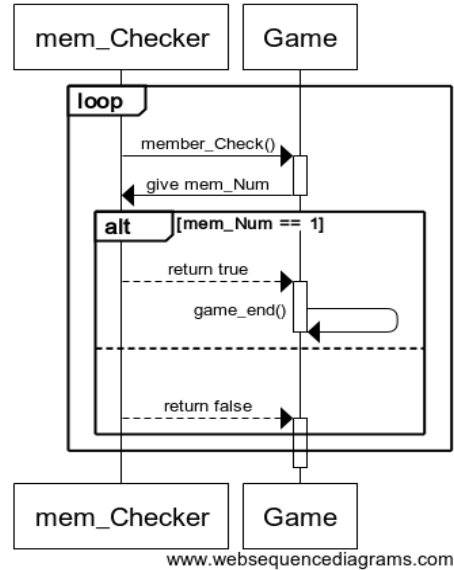 mem_Checker
Game
loop
member_Check()
give mem_Num
alt
[mem_Num == 1]
return true
game_end()
return false
mem_Checker
Game
www.websequencediagrams.com